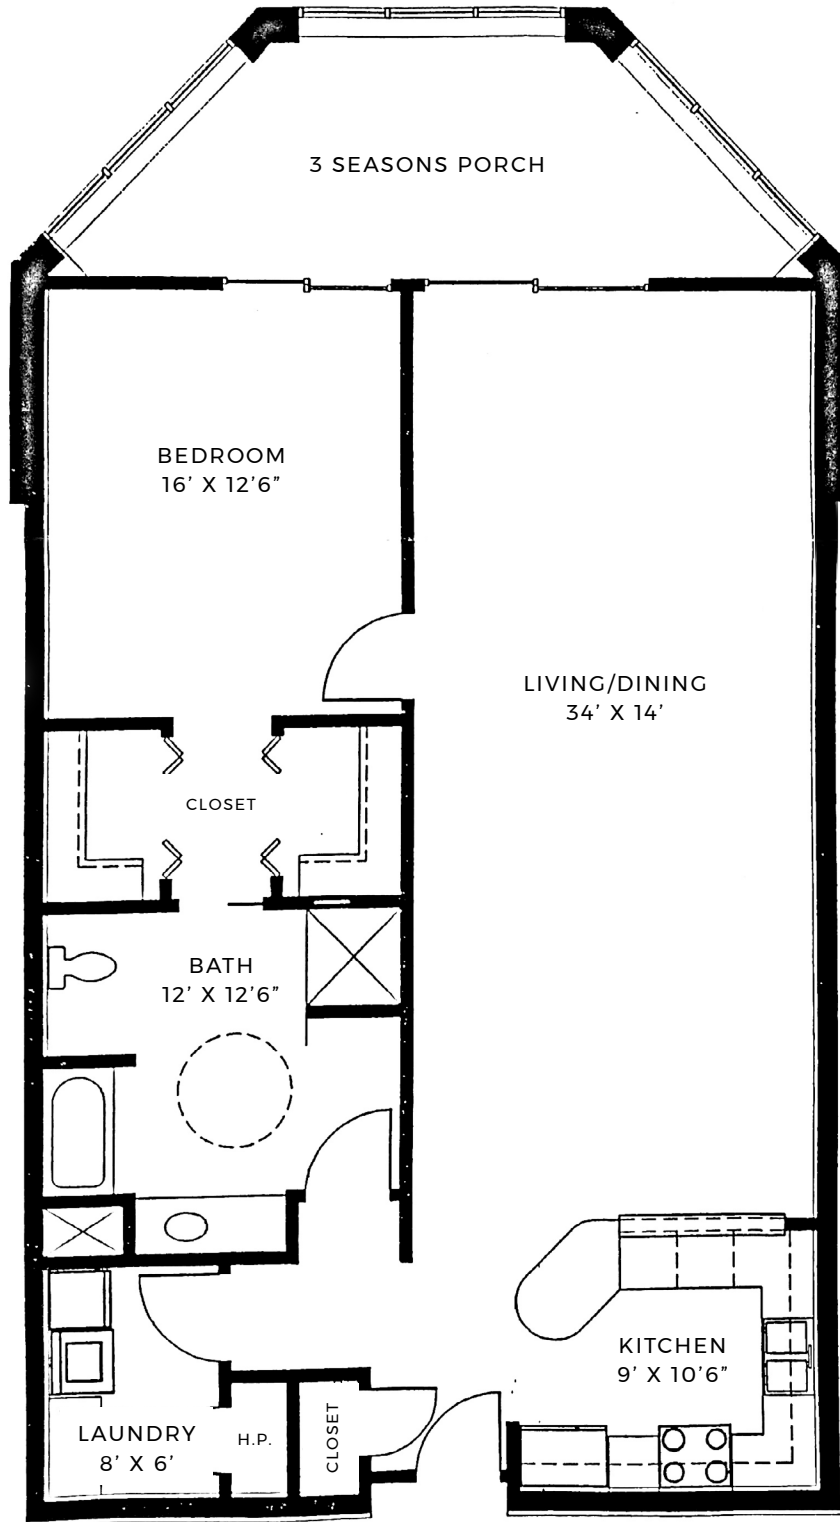 3 SEASONS PORCH
BEDROOM
16’ X 12’6”
LIVING/DINING
34’ X 14’
CLOSET
BATH
12’ X 12’6”
KITCHEN
9’ X 10’6”
LAUNDRY
8’ X 6’
H.P.
CLOSET